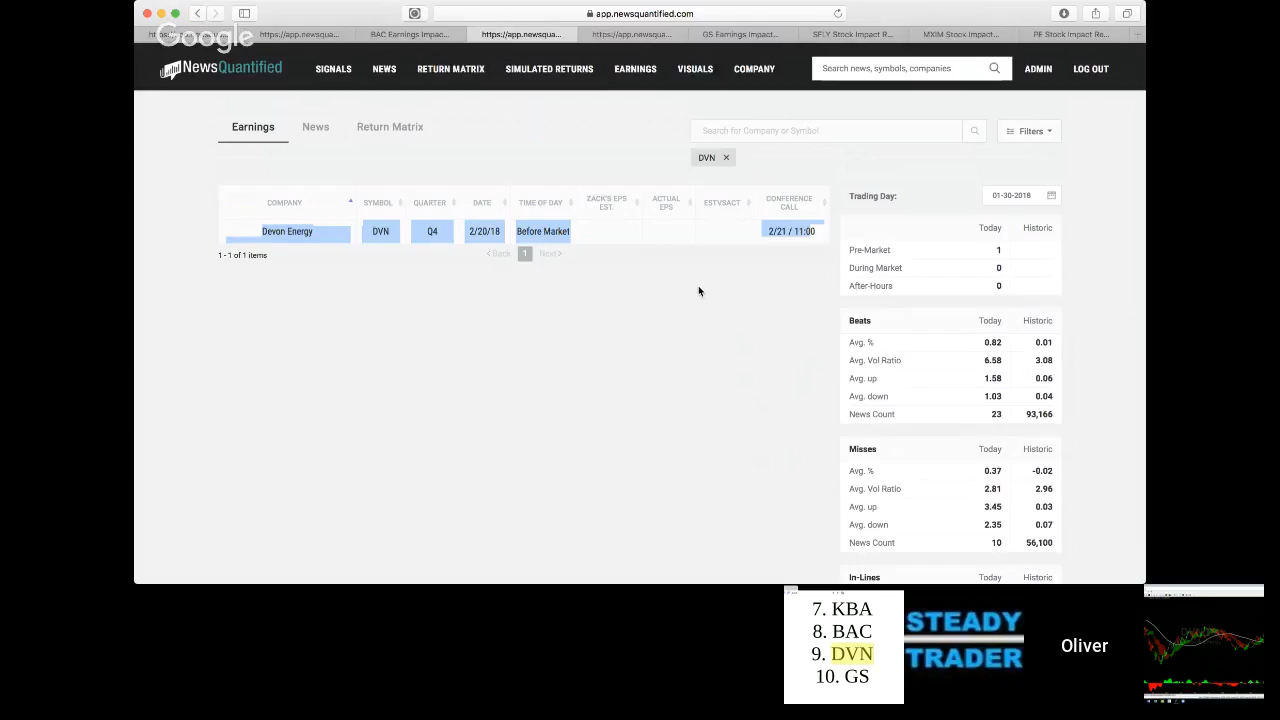 app.newsquantified.com
https://app.newsqua...
BAC Earnings Impac...
https://app.newsqua...
https://app.newsqua...
GS Earnings Impact...
SFLY Stock Impact R...
MXIM Stock Impact...
PE Stock Impact Re...
Google
NewsQuantified
SIGNALS NEWS RETURN MATRIX SIMULATED RETURNS EARNINGS VISUALS COMPANY
Search news, symbols, companies
ADMIN LOG OUT
Earnings News Return Matrix
Search for Company or Symbol
Filters
DVN ×
COMPANY SYMBOL QUARTER DATE TIME OF DAY ZACK'S EPS EST. ACTUAL EPS ESTVSACT CONFERENCE CALL
Devon Energy DVN Q4 2/20/18 Before Market 2/21 / 11:00
1 - 1 of 1 items
< Back 1 Next >
Trading Day: 01-30-2018
Today Historic
Pre-Market 1
During Market 0
After-Hours 0
Beats Today Historic
Avg. % 0.82 0.01
Avg. Vol Ratio 6.58 3.08
Avg. up 1.58 0.06
Avg. down 1.03 0.04
News Count 23 93,166
Misses Today Historic
Avg. % 0.37 -0.02
Avg. Vol Ratio 2.81 2.96
Avg. up 3.45 0.03
Avg. down 2.35 0.07
News Count 10 56,100
In-Lines Today Historic
7. KBA
8. BAC
9. DVN
10. GS
STEADY
TRADER
Oliver